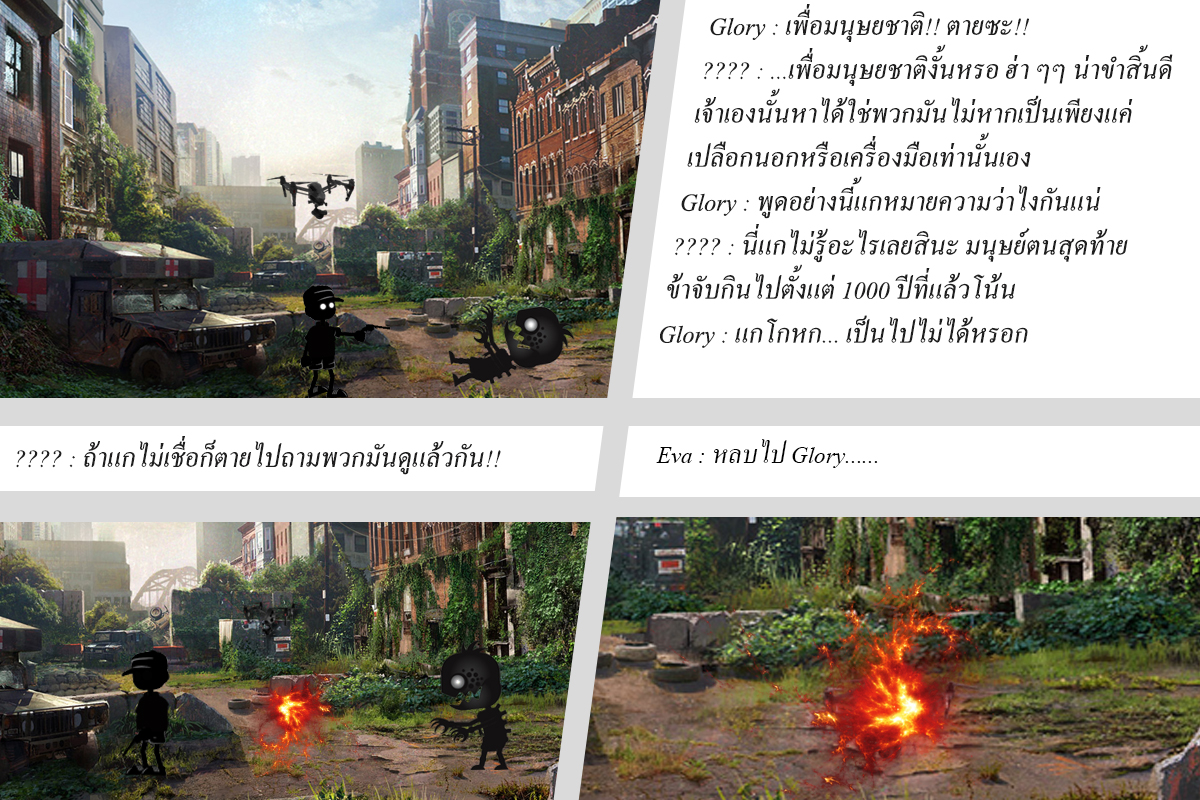 Glory : เพื่อมนุษยชาติ!! ตายซะ!!
???? : ...เพื่อมนุษยชาติงั้นหรอ ฮ่า ๆๆ น่าขำสิ้นดี
เจ้าเองนั้นหาได้ใช่พวกมันไม่หากเป็นเพียงแค่
เปลือกนอกหรือเครื่องมือเท่านั้นเอง
Glory : พูดอย่างนี้แกหมายความว่าไงกันแน่
???? : นี่แกไม่รู้อะไรเลยสินะ มนุษย์ตนสุดท้าย
ข้าจับกินไปตั้งแต่ 1000 ปีที่แล้วโน้น
Glory : แกโกหก... เป็นไปไม่ได้หรอก
???? : ถ้าแกไม่เชื่อก็ตายไปถามพวกมันดูแล้วกัน!!
Eva : หลบไป Glory......